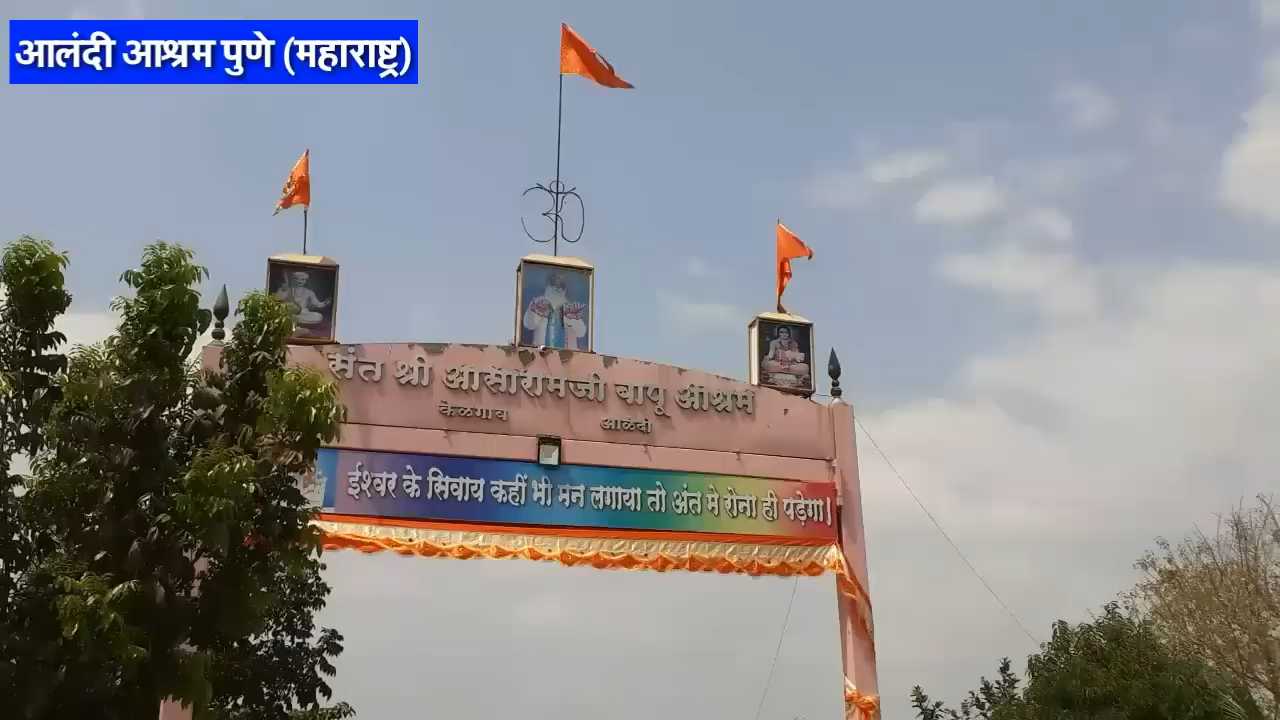 आलंदी आश्रम पुणे (महाराष्ट्र)
संत श्री आसारामजी बापू आश्रम
केळगाव आळंदी
ईश्वर के सिवाय कहीं भी मन लगाया तो अंत मे रोना ही पड़ेगा।